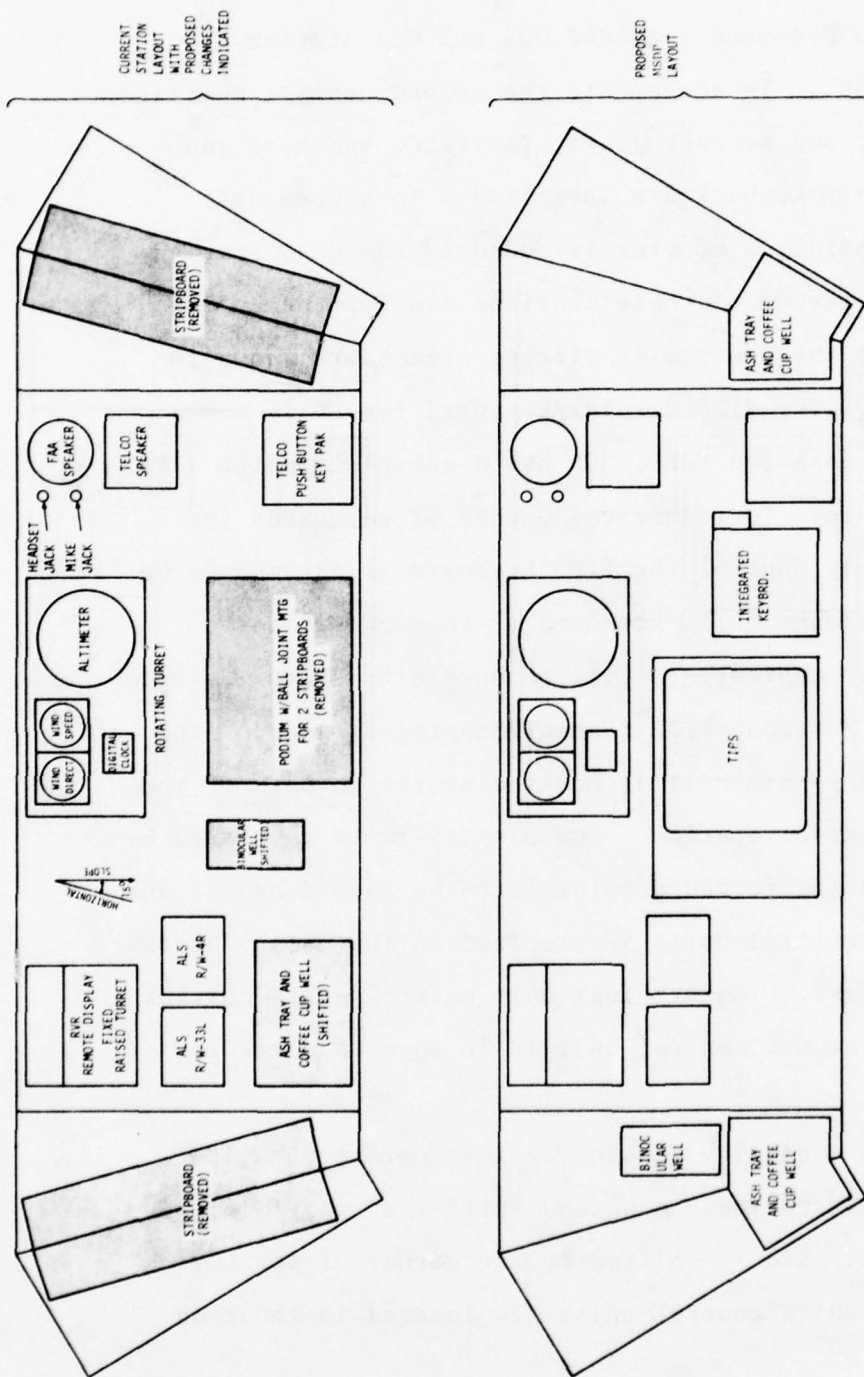 CURRENT
STATION
LAYOUT
WITH
PROPOSED
CHANGES
INDICATED
STRIPBOARD
(REMOVED)
RVR
REMOTE DISPLAY
FIXED
RAISED TURRET
ALS
R/W-33L
ALS
R/W-4R
ASH TRAY AND
COFFEE CUP WELL
(SHIFTED)
HORIZONTAL
15°
SLOPE
BINOCULAR
WELL
(SHIFTED)
WIND
DIRECT
WIND
SPEED
DIGITAL
CLOCK
ALTIMETER
ROTATING TURRET
PODIUM W/BALL JOINT MTG
FOR 2 STRIPBOARDS
(REMOVED)
HEADSET
JACK
MIKE
JACK
FAA
SPEAKER
TELCO
SPEAKER
TELCO
PUSH BUTTON
KEY PAK
STRIPBOARD
(REMOVED)
PROPOSED
MSDP
LAYOUT
BINOC
ULAR
WELL
ASH TRAY
AND COFFEE
CUP WELL
TIPS
INTEGRATED
KEYBRD.
ASH TRAY
AND COFFEE
CUP WELL